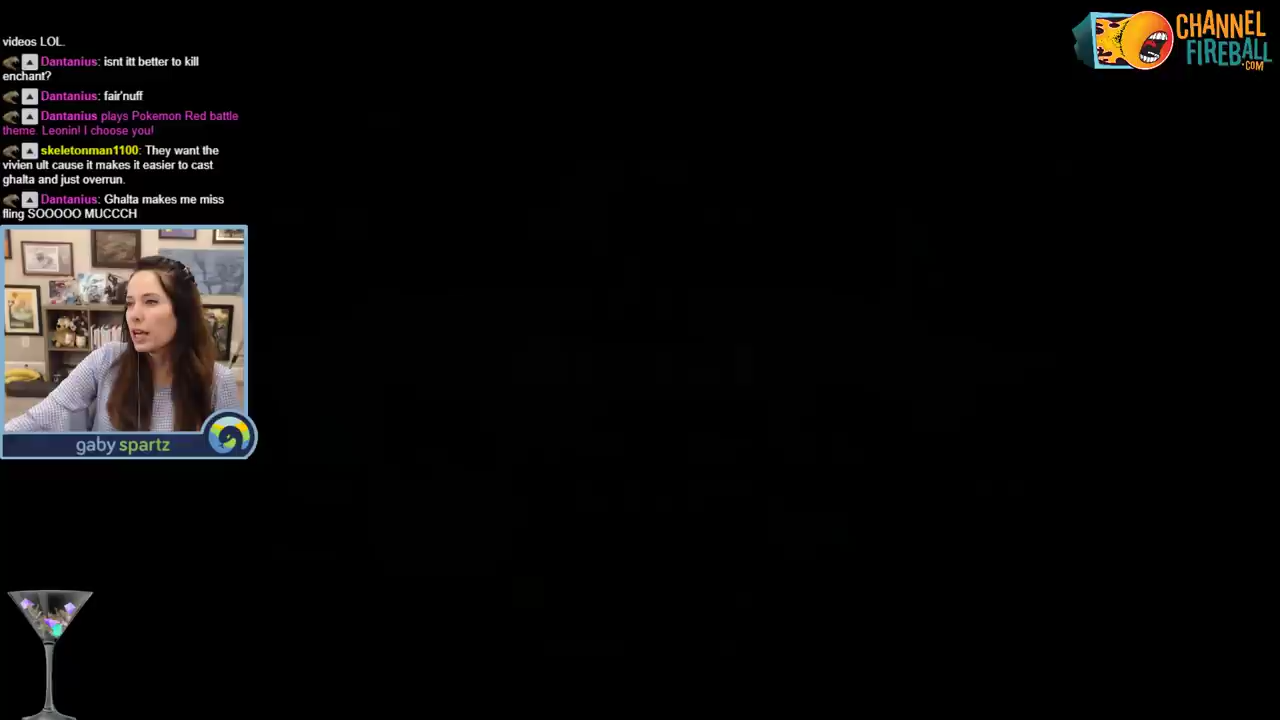 videos LOL.
Dantanius: isnt itt better to kill
enchant?
Dantanius: fair'nuff
Dantanius plays Pokemon Red battle
theme. Leonin! I choose you!
skeletonman1100: They want the
vivien ult cause it makes it easier to cast
ghalta and just overrun.
Dantanius: Ghalta makes me miss
fling SOOOOO MUCCCH
gaby spartz
CHANNEL
FIREBALL
.COM